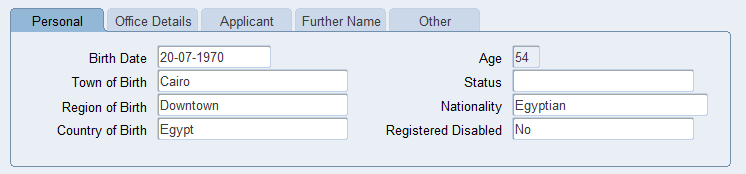 Personal Office Details Applicant Further Name Other
Birth Date 20-07-1970 Age 54
Town of Birth Cairo Status
Region of Birth Downtown Nationality Egyptian
Country of Birth Egypt Registered Disabled No